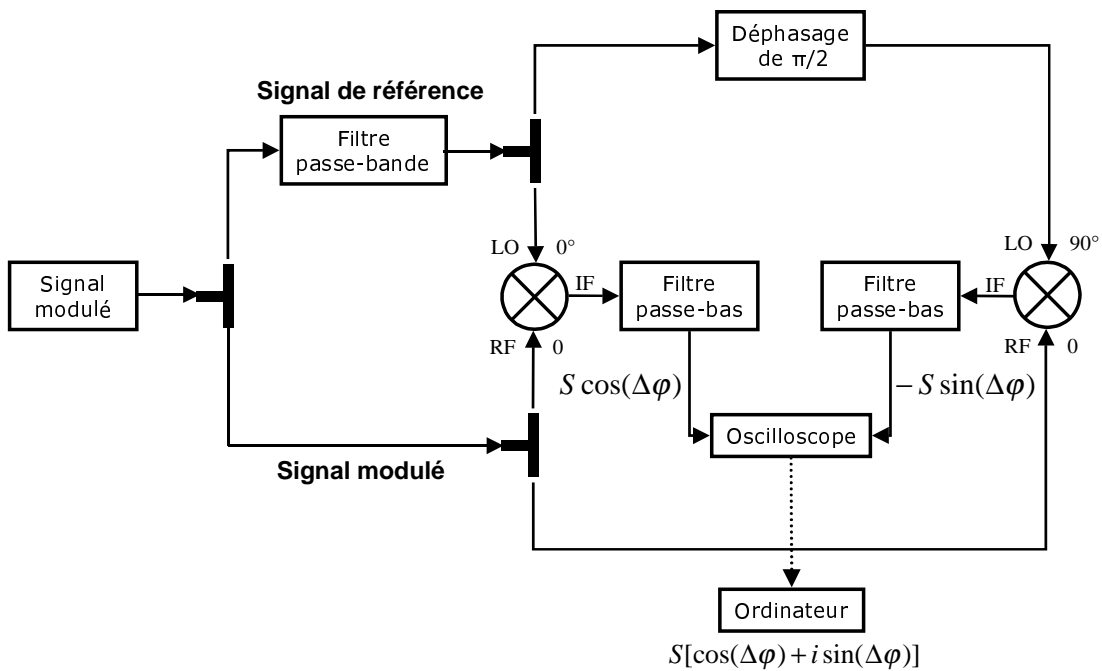 Déphasage
de π/2
Signal de référence
Filtre
passe-bande
LO 0°
LO 90°
Signal
modulé
IF
Filtre
passe-bas
Filtre
passe-bas
IF
RF 0
RF 0
S cos(Δφ)
− S sin(Δφ)
Oscilloscope
Signal modulé
Ordinateur
S[cos(Δφ) + i sin(Δφ)]